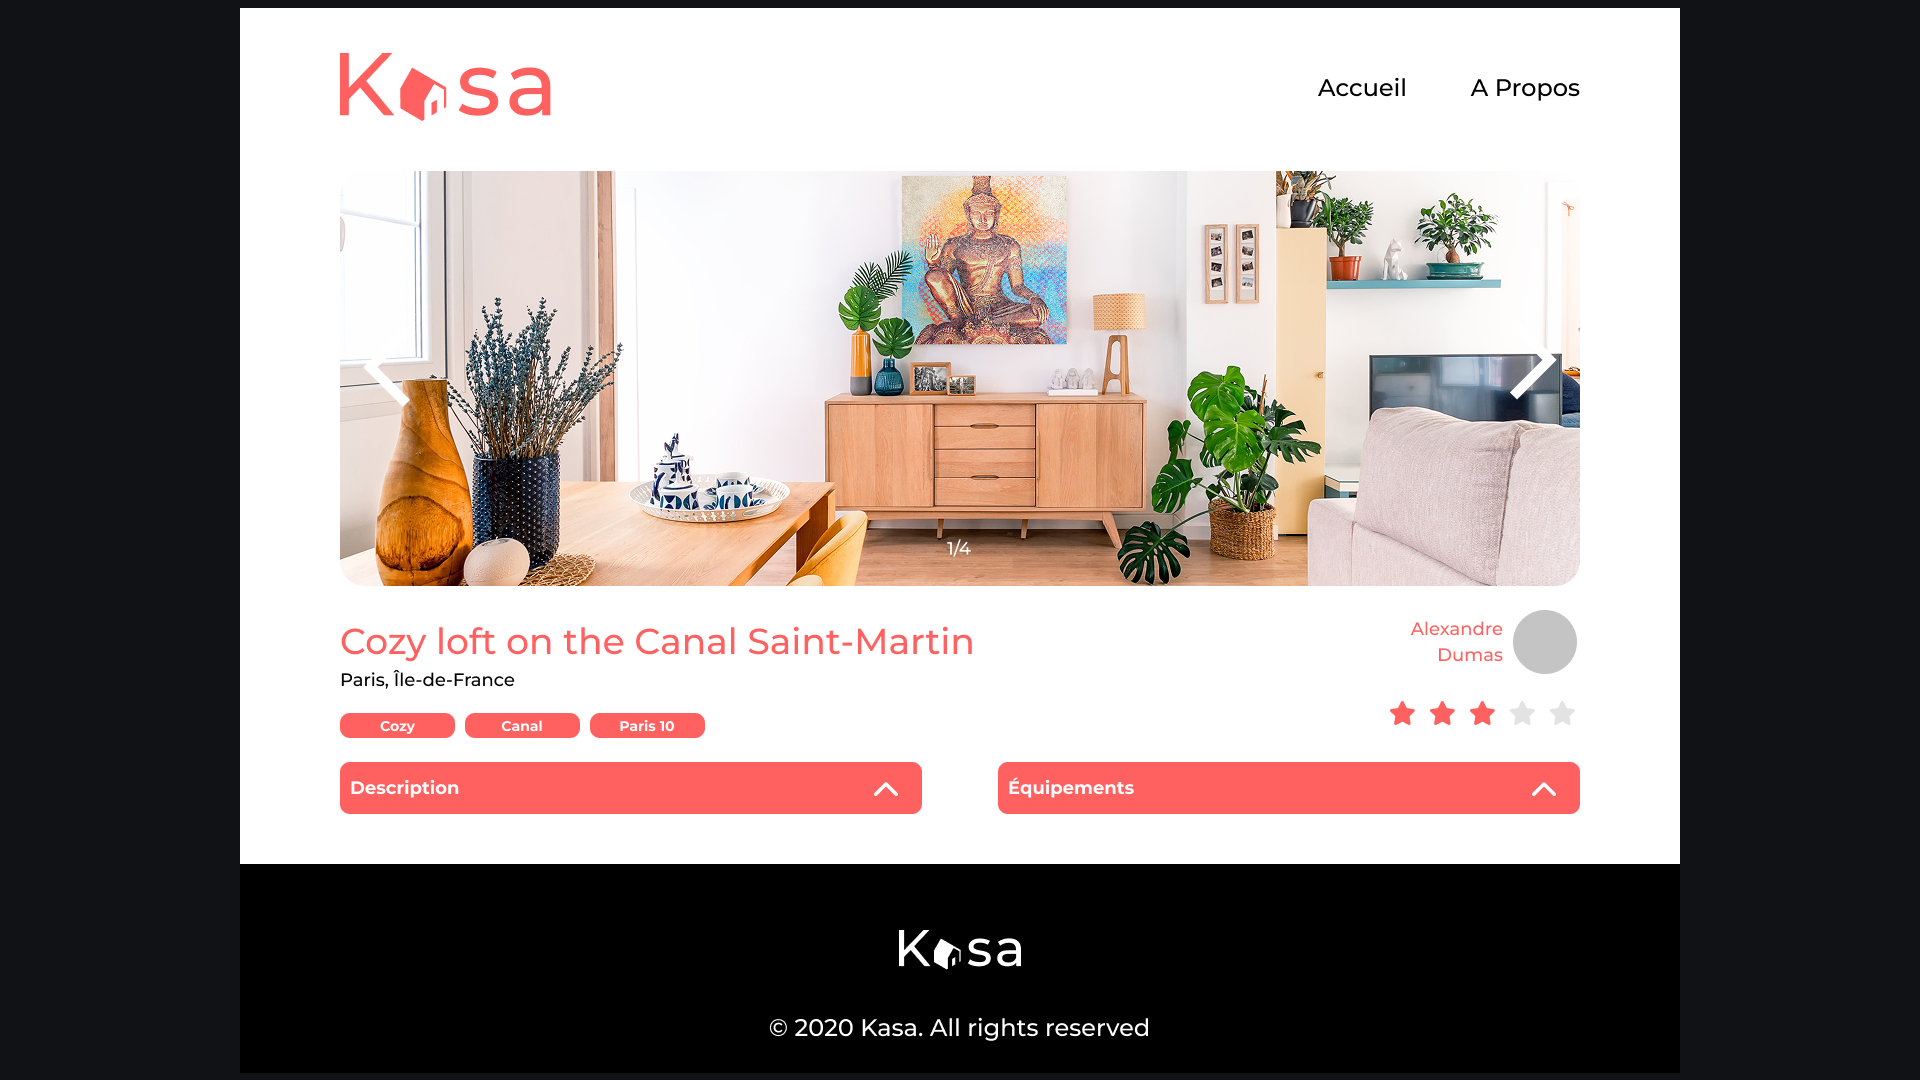 Kasa
Accueil
A Propos
1/4
Cozy loft on the Canal Saint-Martin
Paris, Île-de-France
Alexandre
Dumas
Cozy
Canal
Paris 10
Description
Équipements
Kasa
© 2020 Kasa. All rights reserved